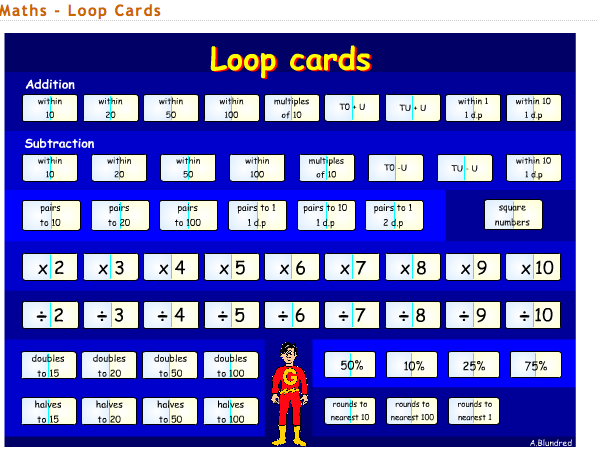 Maths - Loop Cards
Loop cards
Addition
within 10
within 20
within 50
within 100
multiples of 10
T0 + U
TU + U
within 1 1 d.p
within 10 1 d.p
Subtraction
within 10
within 20
within 50
within 100
multiples of 10
T0 -U
TU - U
within 10 1 d.p
pairs to 10
pairs to 20
pairs to 100
pairs to 1 1 d.p
pairs to 10 1 d.p
pairs to 1 2 d.p
square numbers
x 2
x 3
x 4
x 5
x 6
x 7
x 8
x 9
x 10
÷ 2
÷ 3
÷ 4
÷ 5
÷ 6
÷ 7
÷ 8
÷ 9
÷ 10
doubles to 15
doubles to 20
doubles to 50
doubles to 100
50%
10%
25%
75%
halves to 15
halves to 20
halves to 50
halves to 100
G
rounds to nearest 10
rounds to nearest 100
rounds to nearest 1
A.Blundred